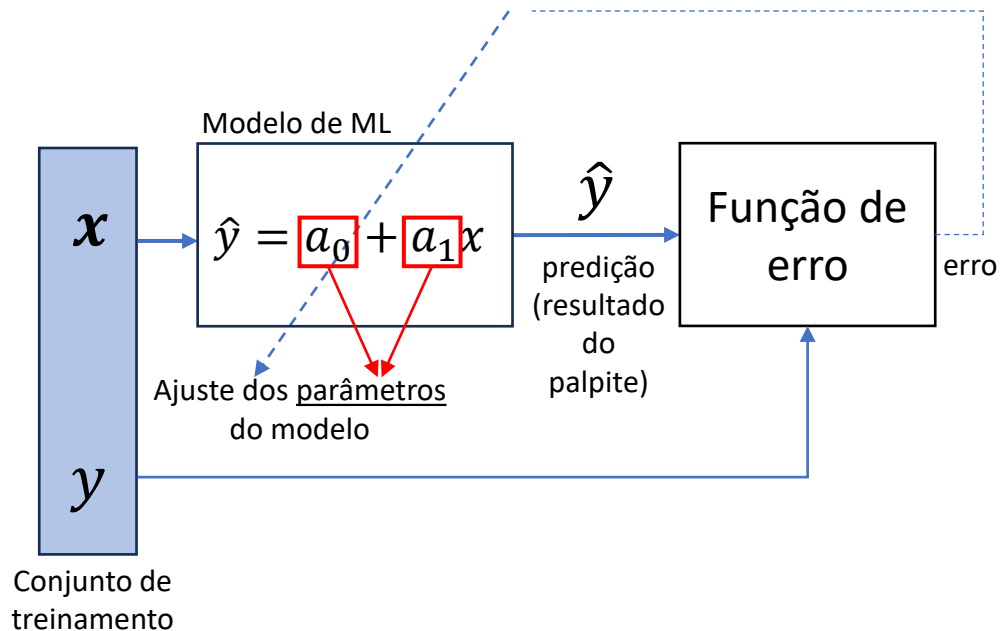 Modelo de ML
x
ŷ = a₀ + a₁x
ŷ
predição
(resultado
do
palpite)
Função de
erro
erro
Ajuste dos parâmetros
do modelo
y
Conjunto de
treinamento